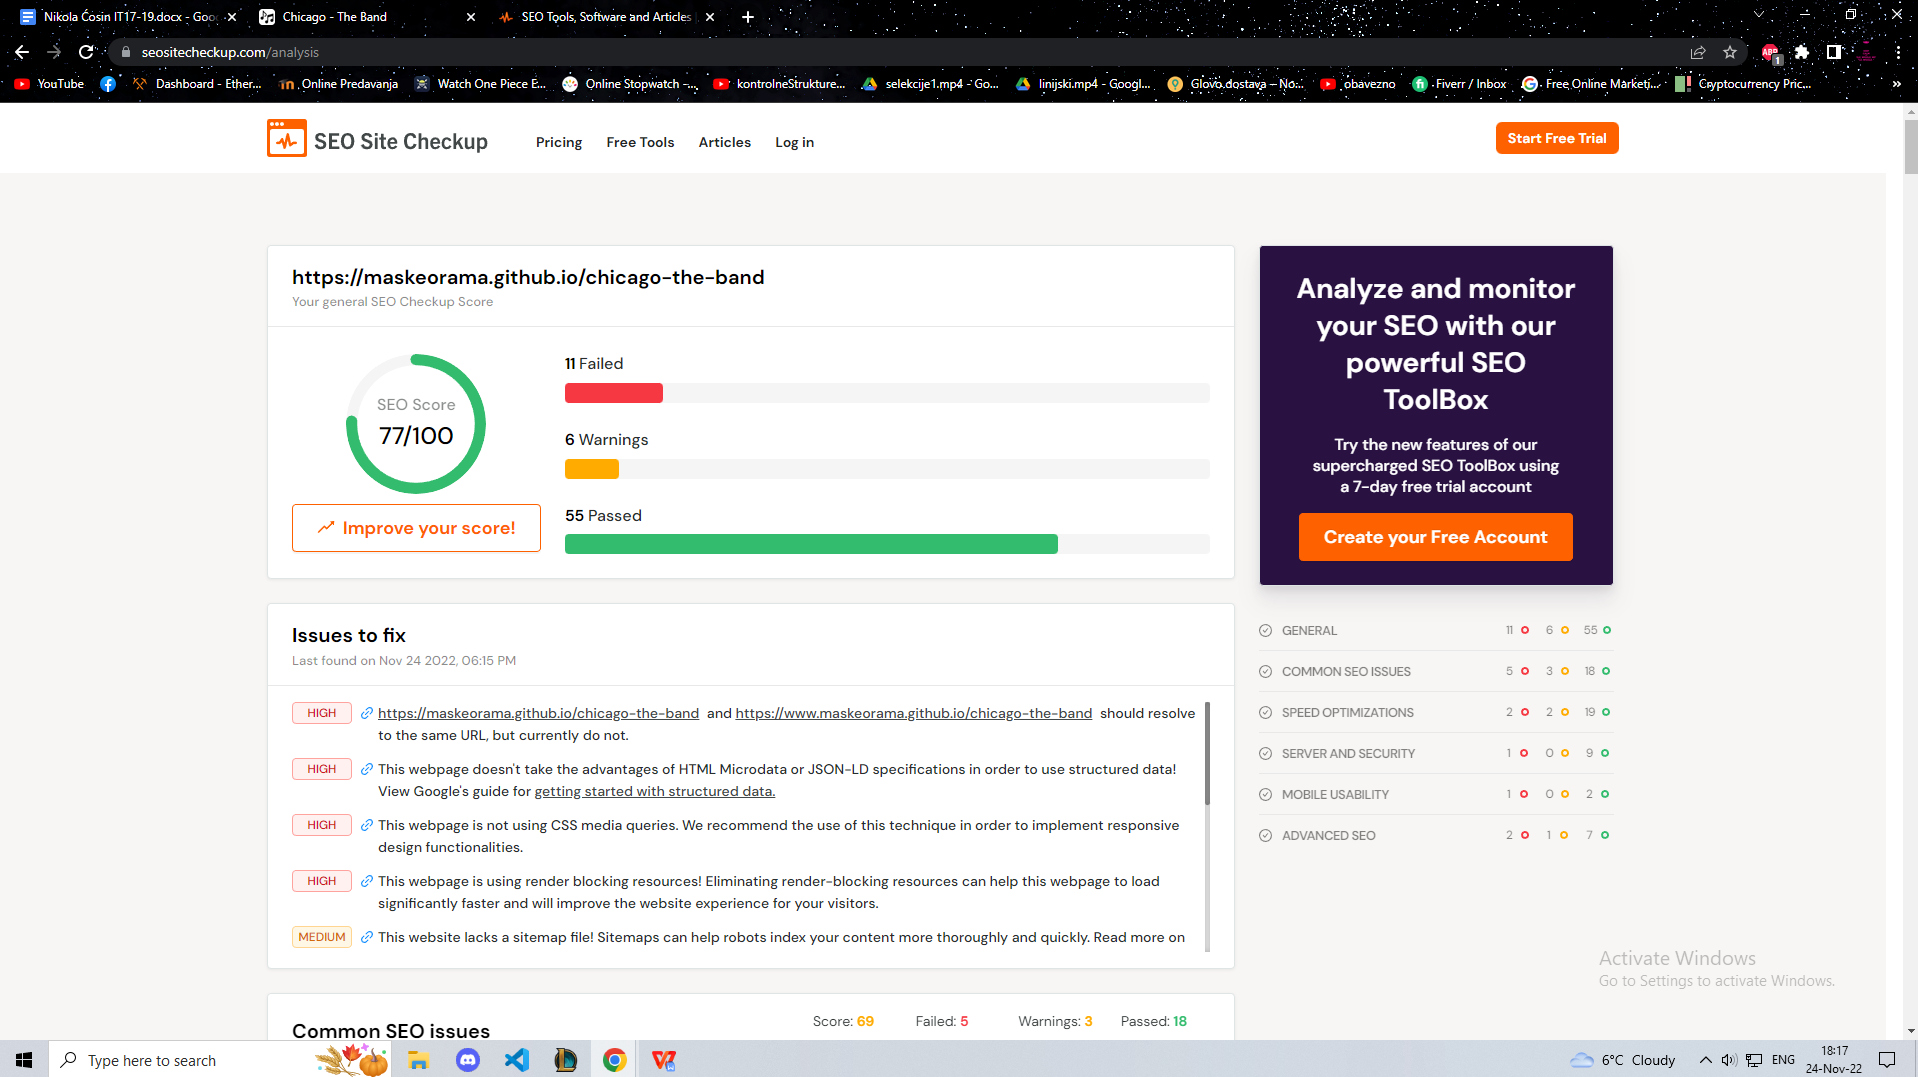 Nikola Ćosin IT17-19.docx - Goo
Chicago - The Band
SEO Tools, Software and Articles
seositecheckup.com/analysis
ABP
1
YouTube
Dashboard - Ether...
Online Predavanja
Watch One Piece E...
Online Stopwatch -...
kontrolneStrukture...
selekcije1.mp4 - Go...
linijski.mp4 - Googl...
Glovo dostava – No...
obavezno
Fiverr / Inbox
Free Online Marketi...
Cryptocurrency Pric...
»
SEO Site Checkup
Pricing
Free Tools
Articles
Log in
Start Free Trial
https://maskeorama.github.io/chicago-the-band
Your general SEO Checkup Score
SEO Score
77/100
Improve your score!
11 Failed
6 Warnings
55 Passed
Analyze and monitor
your SEO with our
powerful SEO
ToolBox
Try the new features of our
supercharged SEO ToolBox using
a 7-day free trial account
Create your Free Account
GENERAL 11 6 55
COMMON SEO ISSUES 5 3 18
SPEED OPTIMIZATIONS 2 2 19
SERVER AND SECURITY 1 0 9
MOBILE USABILITY 1 0 2
ADVANCED SEO 2 1 7
Issues to fix
Last found on Nov 24 2022, 06:15 PM
HIGH https://maskeorama.github.io/chicago-the-band and https://www.maskeorama.github.io/chicago-the-band should resolve
to the same URL, but currently do not.
HIGH This webpage doesn't take the advantages of HTML Microdata or JSON-LD specifications in order to use structured data!
View Google's guide for getting started with structured data.
HIGH This webpage is not using CSS media queries. We recommend the use of this technique in order to implement responsive
design functionalities.
HIGH This webpage is using render blocking resources! Eliminating render-blocking resources can help this webpage to load
significantly faster and will improve the website experience for your visitors.
MEDIUM This website lacks a sitemap file! Sitemaps can help robots index your content more thoroughly and quickly. Read more on
Common SEO issues
Score: 69 Failed: 5 Warnings: 3 Passed: 18
Activate Windows
Go to Settings to activate Windows.
Type here to search
6°C Cloudy
ENG
18:17
24-Nov-22